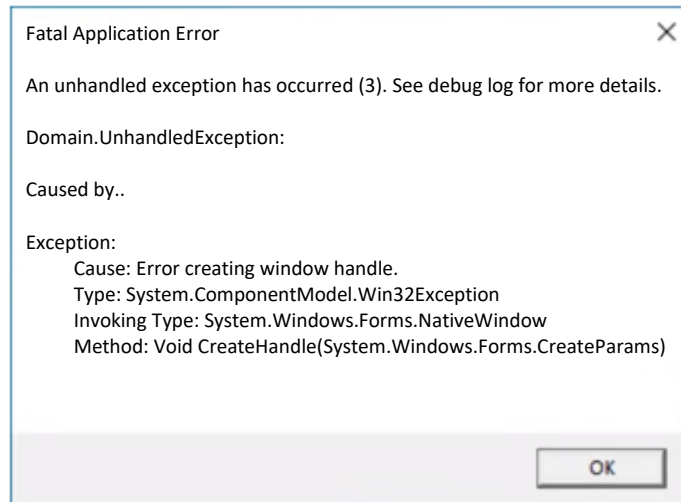 Fatal Application Error
An unhandled exception has occurred (3). See debug log for more details.
Domain.UnhandledException:
Caused by..
Exception:
Cause: Error creating window handle.
Type: System.ComponentModel.Win32Exception
Invoking Type: System.Windows.Forms.NativeWindow
Method: Void CreateHandle(System.Windows.Forms.CreateParams)
OK